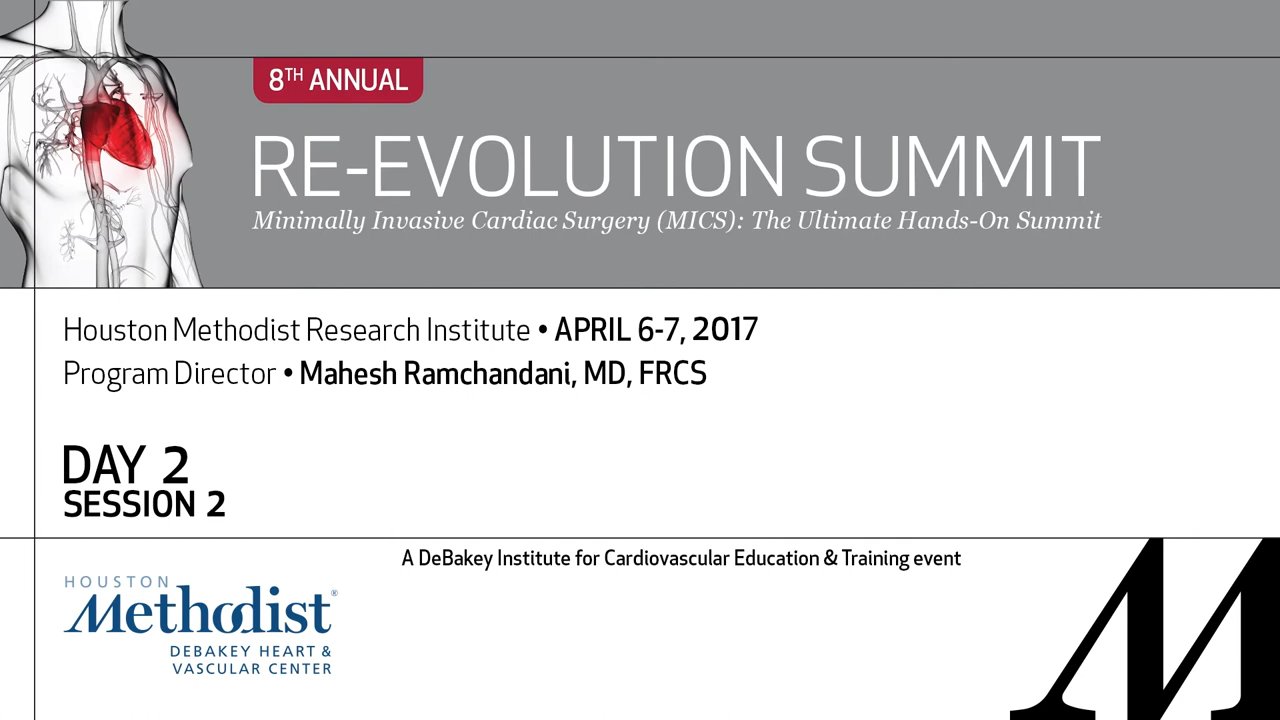 8TH ANNUAL
RE-EVOLUTION SUMMIT
Minimally Invasive Cardiac Surgery (MICS): The Ultimate Hands-On Summit
Houston Methodist Research Institute • APRIL 6-7, 2017
Program Director • Mahesh Ramchandani, MD, FRCS
DAY 2
SESSION 2
A DeBakey Institute for Cardiovascular Education & Training event
HOUSTON
Methodist®
DEBAKEY HEART &
VASCULAR CENTER
M